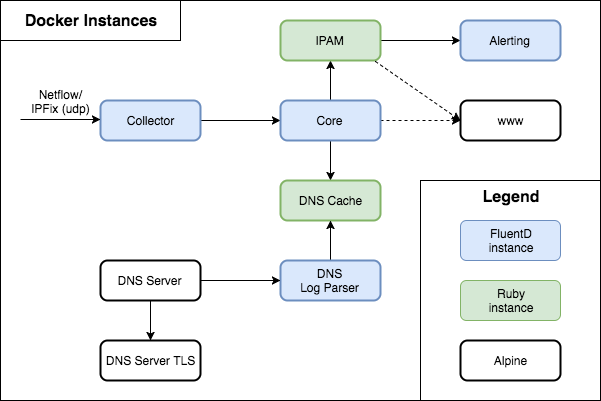 Docker Instances
IPAM
Alerting
Netflow/
IPFix (udp)
Collector
Core
www
DNS Cache
Legend
FluentD
instance
DNS Server
DNS
Log Parser
Ruby
instance
DNS Server TLS
Alpine